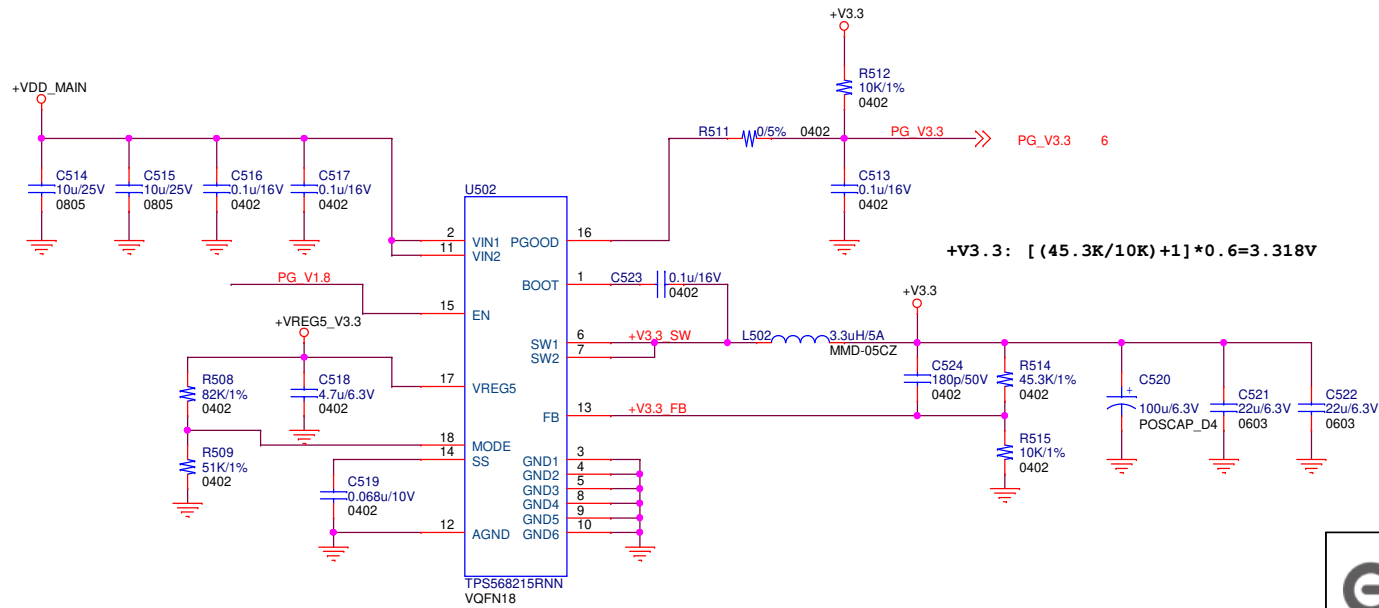 +V3.3
R512
10K/1%
0402
+VDD_MAIN
R511
0/5%
0402
PG_V3.3
PG_V3.3
6
C514
10u/25V
0805
C515
10u/25V
0805
C516
0.1u/16V
0402
C517
0.1u/16V
0402
C513
0.1u/16V
0402
U502
2
VIN1
11
VIN2
PGOOD
16
+V3.3: [(45.3K/10K)+1]*0.6=3.318V
PG_V1.8
15
EN
BOOT
1
C523
0.1u/16V
0402
+V3.3
+VREG5_V3.3
SW1
6
SW2
7
+V3.3_SW
L502
3.3uH/5A
MMD-05CZ
R508
82K/1%
0402
C518
4.7u/6.3V
0402
17
VREG5
C524
180p/50V
0402
R514
45.3K/1%
0402
C520
+
100u/6.3V
POSCAP_D4
C521
22u/6.3V
0603
C522
22u/6.3V
0603
FB
13
+V3.3_FB
18
MODE
14
SS
R509
51K/1%
0402
R515
10K/1%
0402
C519
0.068u/10V
0402
GND1
3
GND2
4
GND3
5
GND4
8
GND5
9
GND6
10
12
AGND
TPS568215RNN
VQFN18